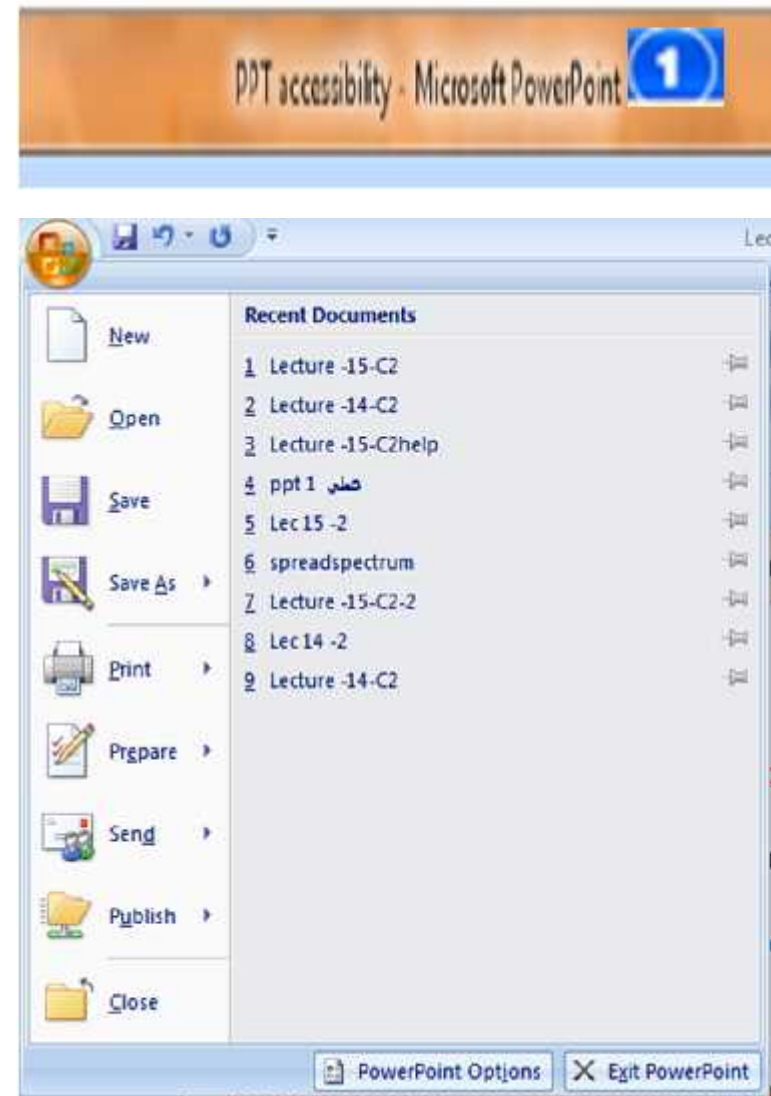 PPT accessibility - Microsoft PowerPoint 1
Lec
New
Open
Save
Save As
Print
Prepare
Send
Publish
Close
Recent Documents
1 Lecture -15-C2
2 Lecture -14-C2
3 Lecture -15-C2help
4 ppt 1 عملي
5 Lec 15 -2
6 spreadspectrum
7 Lecture -15-C2-2
8 Lec 14 -2
9 Lecture -14-C2
PowerPoint Options
Exit PowerPoint